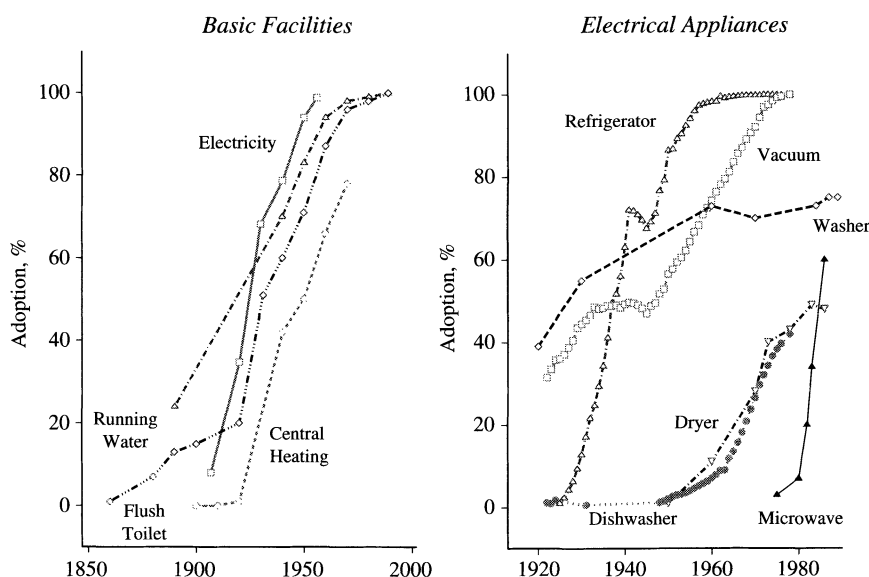 Basic Facilities
Adoption, %
100
80
60
40
20
0
1850
1900
1950
2000
Electricity
Running
Water
Central
Heating
Flush
Toilet
Electrical Appliances
Adoption, %
100
80
60
40
20
0
1920
1940
1960
1980
Refrigerator
Vacuum
Washer
Dryer
Dishwasher
Microwave